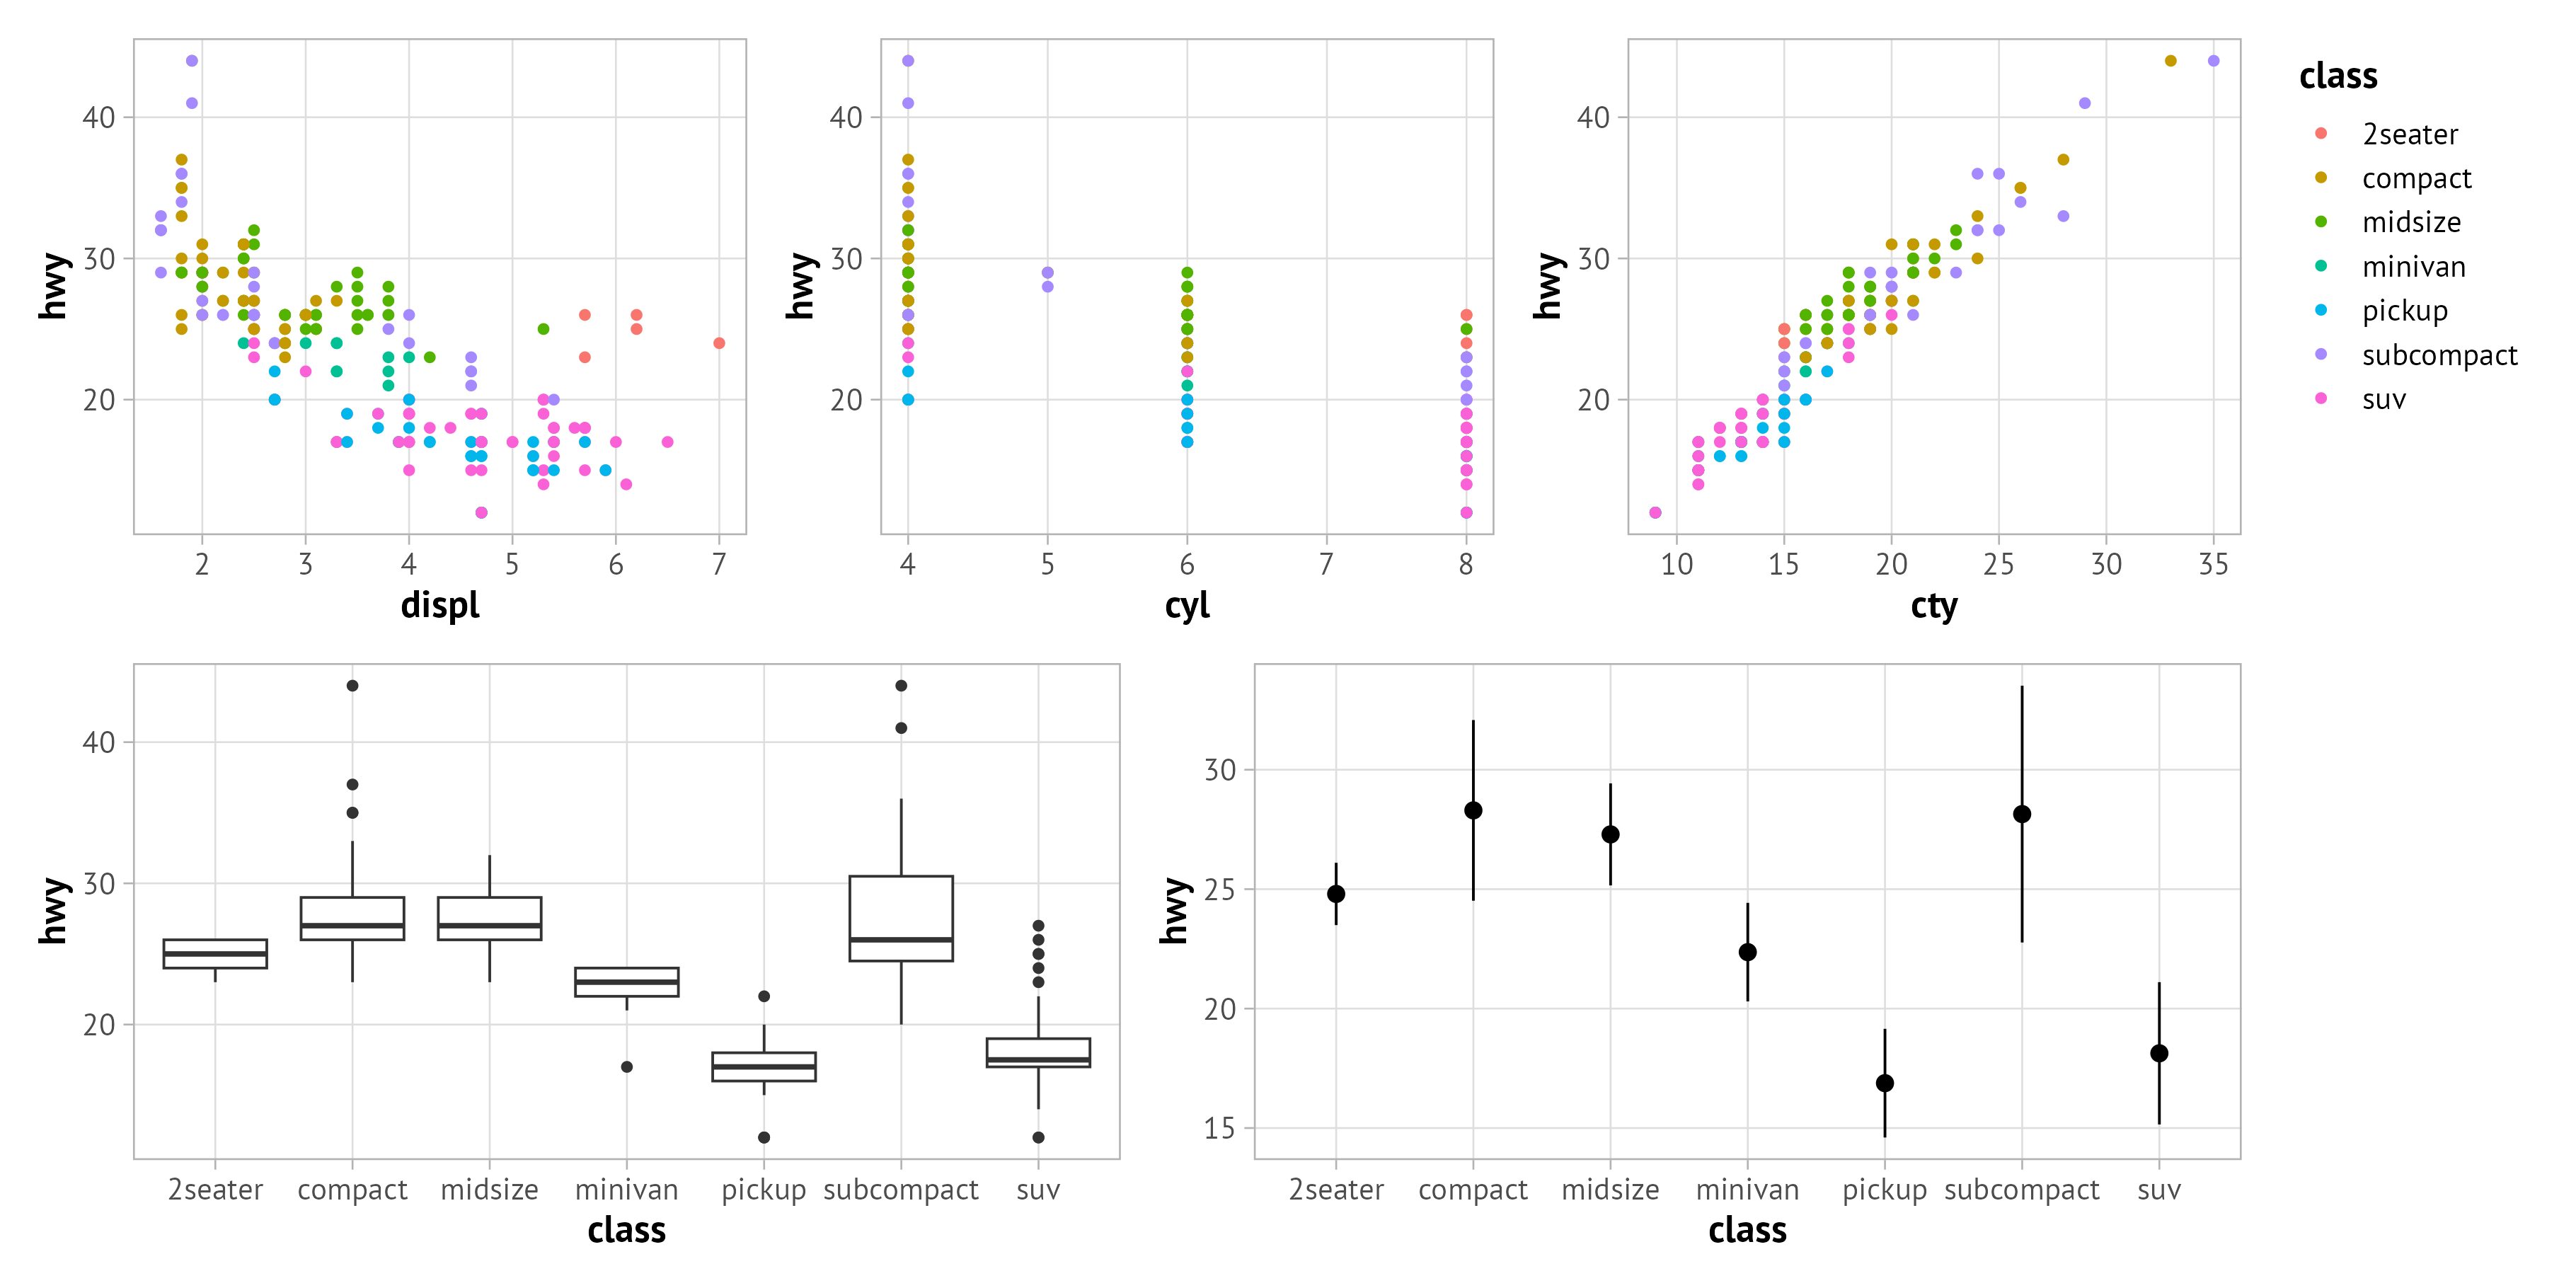 hwy
40
30
20
2 3 4 5 6 7
displ
hwy
40
30
20
4 5 6 7 8
cyl
hwy
40
30
20
10 15 20 25 30 35
cty
class
2seater
compact
midsize
minivan
pickup
subcompact
suv
hwy
40
30
20
2seater compact midsize minivan pickup subcompact suv
class
hwy
30
25
20
15
2seater compact midsize minivan pickup subcompact suv
class